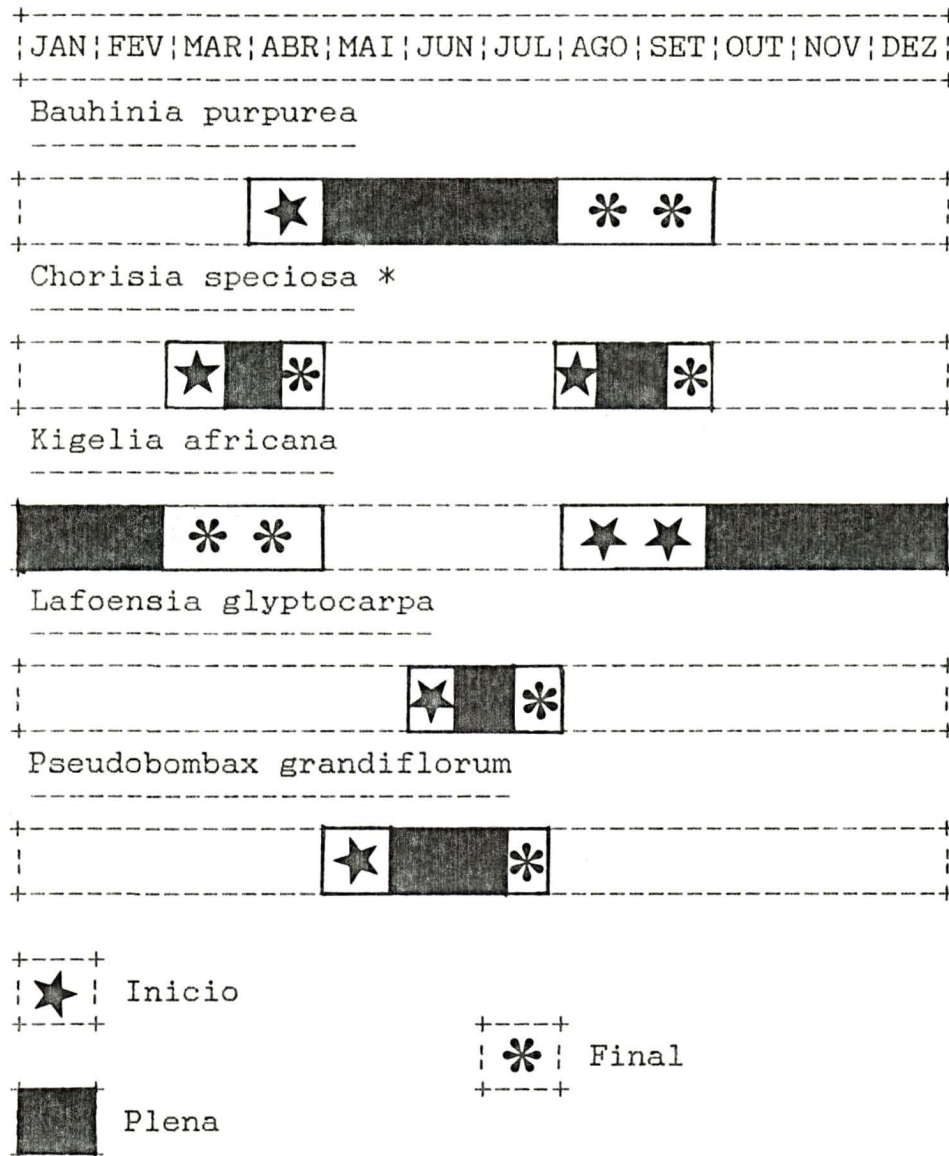 JAN¦FEV¦MAR¦ABR¦MAI¦JUN¦JUL¦AGO¦SET¦OUT¦NOV¦DEZ
Bauhinia purpurea
Chorisia speciosa *
Kigelia africana
Lafoensia glyptocarpa
Pseudobombax grandiflorum
Inicio
Final
Plena